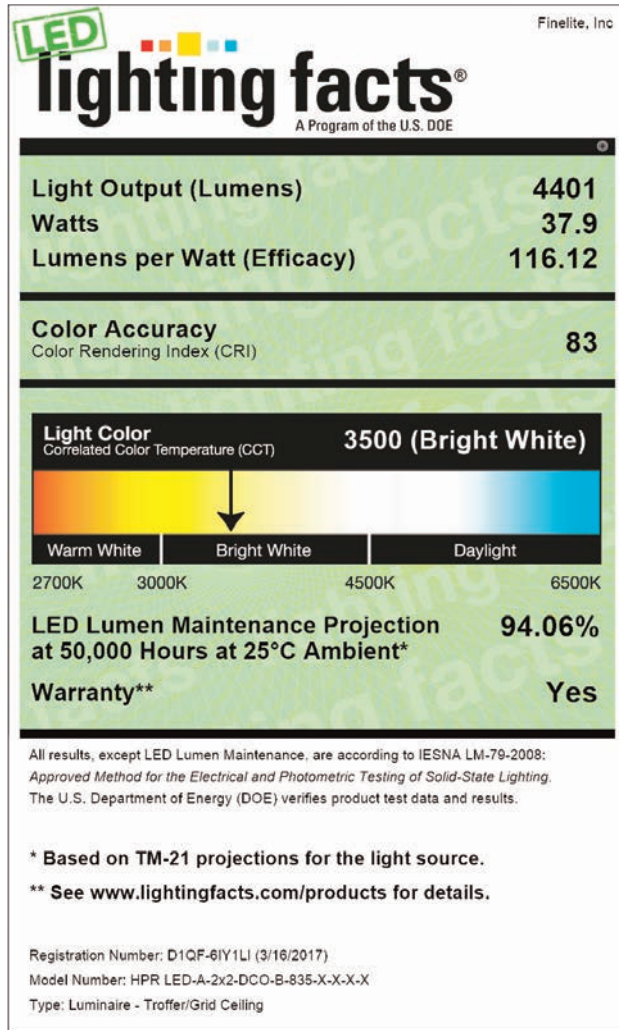 Finelite, Inc
LED
lighting facts®
A Program of the U.S. DOE
Light Output (Lumens) 4401
Watts 37.9
Lumens per Watt (Efficacy) 116.12
Color Accuracy
Color Rendering Index (CRI) 83
Light Color
Correlated Color Temperature (CCT) 3500 (Bright White)
Warm White Bright White Daylight
2700K 3000K 4500K 6500K
LED Lumen Maintenance Projection
at 50,000 Hours at 25°C Ambient* 94.06%
Warranty** Yes
All results, except LED Lumen Maintenance, are according to IESNA LM-79-2008:
Approved Method for the Electrical and Photometric Testing of Solid-State Lighting.
The U.S. Department of Energy (DOE) verifies product test data and results.
* Based on TM-21 projections for the light source.
** See www.lightingfacts.com/products for details.
Registration Number: D1QF-6IY1LI (3/16/2017)
Model Number: HPR LED-A-2x2-DCO-B-835-X-X-X-X
Type: Luminaire - Troffer/Grid Ceiling